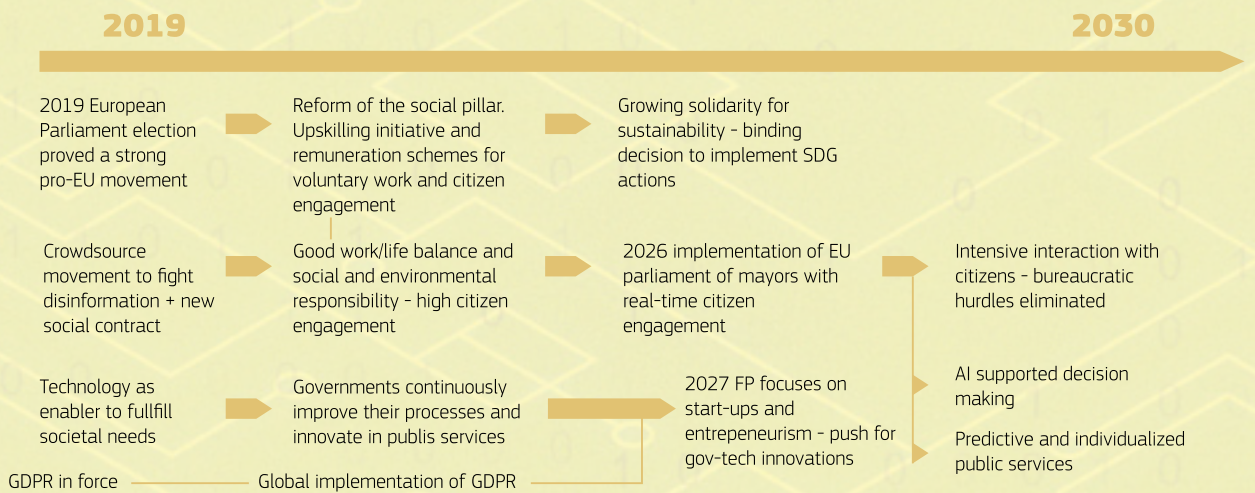 2019
2030
2019 European
Parliament election
proved a strong
pro-EU movement
Reform of the social pillar.
Upskilling initiative and
remuneration schemes for
voluntary work and citizen
engagement
Growing solidarity for
sustainability - binding
decision to implement SDG
actions
Crowdsource
movement to fight
disinformation + new
social contract
Good work/life balance and
social and environmental
responsibility - high citizen
engagement
2026 implementation of EU
parliament of mayors with
real-time citizen
engagement
Intensive interaction with
citizens - bureaucratic
hurdles eliminated
Technology as
enabler to fullfill
societal needs
Governments continuously
improve their processes and
innovate in publis services
2027 FP focuses on
start-ups and
entrepeneurism - push for
gov-tech innovations
AI supported decision
making
Predictive and individualized
public services
GDPR in force
Global implementation of GDPR